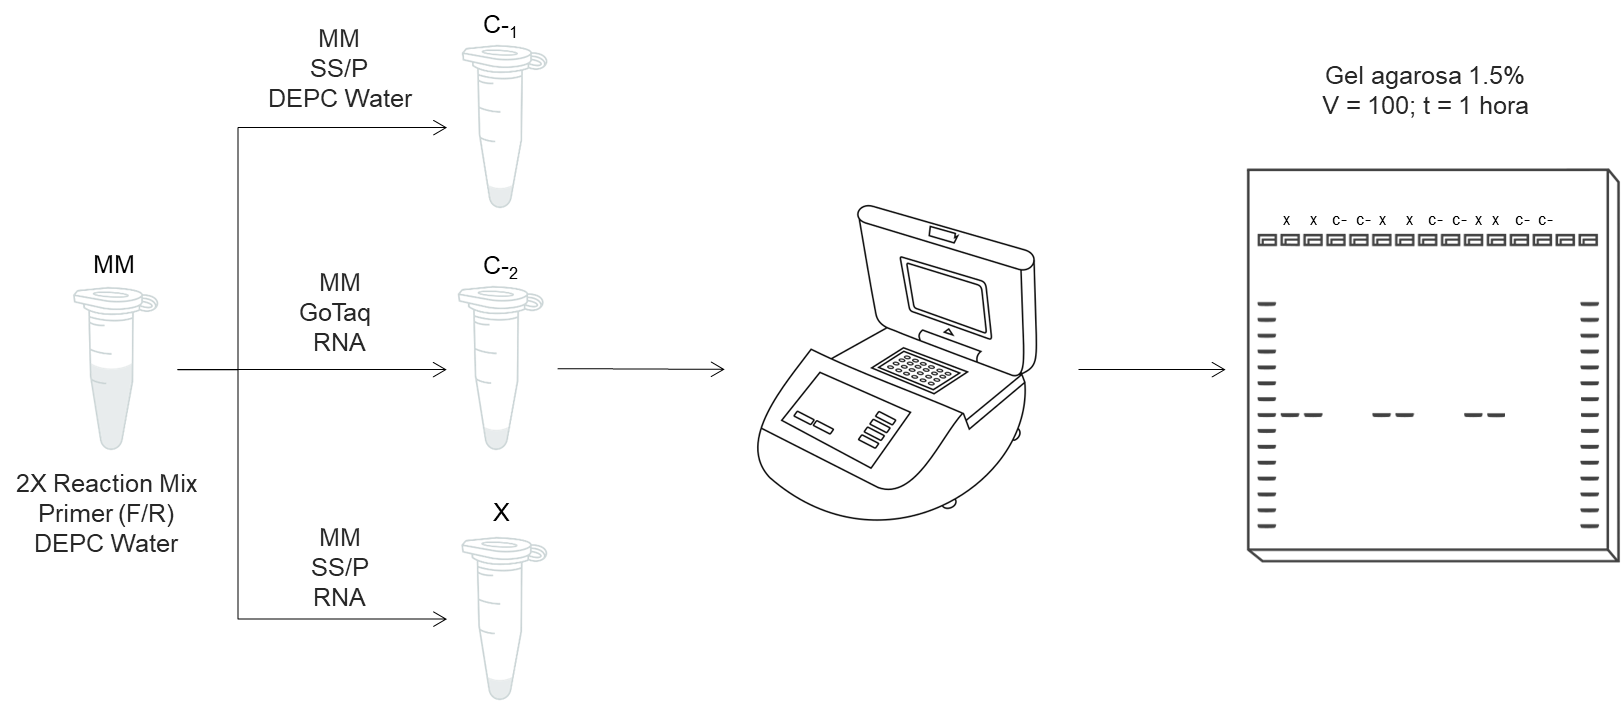 MM
2X Reaction Mix
Primer (F/R)
DEPC Water
MM
SS/P
DEPC Water
C-1
MM
GoTaq
RNA
C-2
MM
SS/P
RNA
X
Gel agarosa 1.5%
V = 100; t = 1 hora
X X C- C- X X C- C- X X C- C-